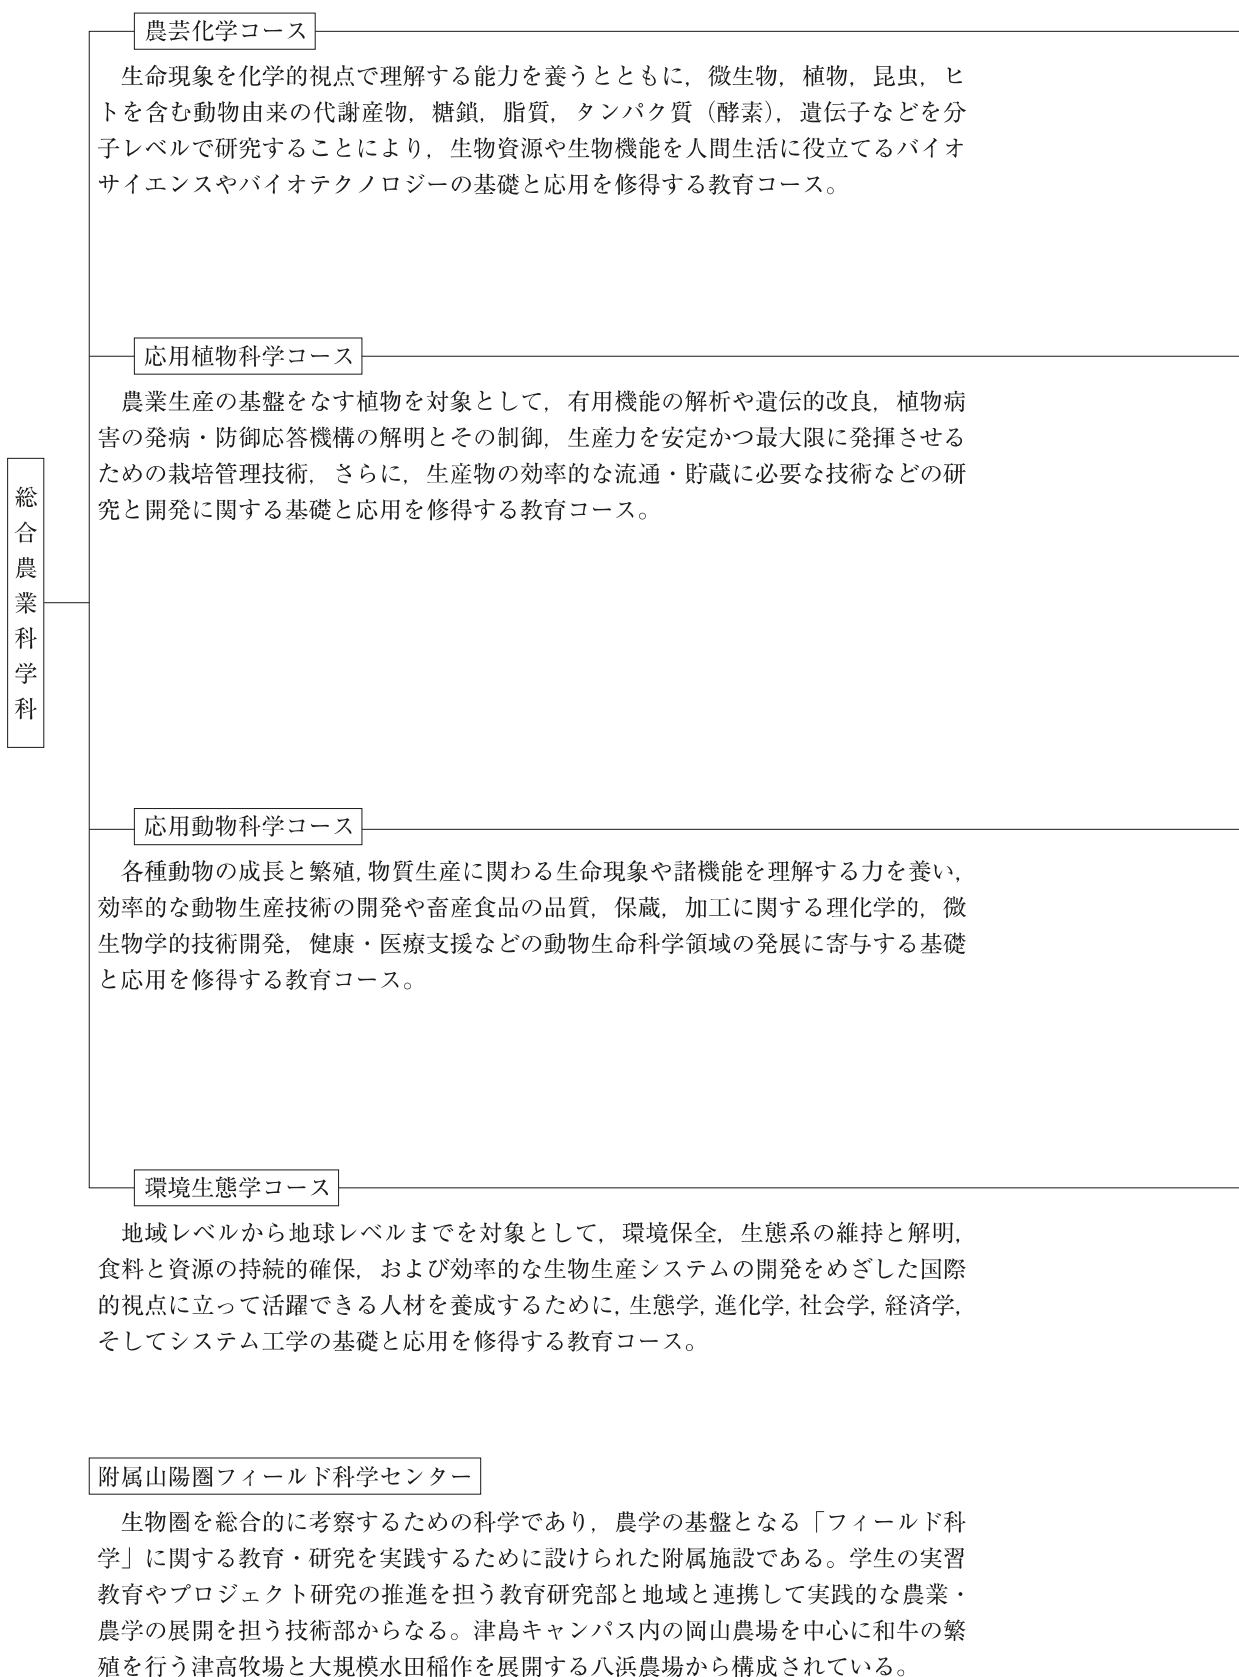 農芸化学コース
生命現象を化学的視点で理解する能力を養うとともに，微生物，植物，昆虫，ヒ
トを含む動物由来の代謝産物，糖鎖，脂質，タンパク質（酵素），遺伝子などを分
子レベルで研究することにより，生物資源や生物機能を人間生活に役立てるバイオ
サイエンスやバイオテクノロジーの基礎と応用を修得する教育コース。
応用植物科学コース
農業生産の基盤をなす植物を対象として，有用機能の解析や遺伝的改良，植物病
害の発病・防御応答機構の解明とその制御，生産力を安定かつ最大限に発揮させる
ための栽培管理技術，さらに，生産物の効率的な流通・貯蔵に必要な技術などの研
究と開発に関する基礎と応用を修得する教育コース。
総合農業科学科
応用動物科学コース
各種動物の成長と繁殖，物質生産に関わる生命現象や諸機能を理解する力を養い，
効率的な動物生産技術の開発や畜産食品の品質，保蔵，加工に関する理化学的，微
生物学的技術開発，健康・医療支援などの動物生命科学領域の発展に寄与する基礎
と応用を修得する教育コース。
環境生態学コース
地域レベルから地球レベルまでを対象として，環境保全，生態系の維持と解明，
食料と資源の持続的確保，および効率的な生物生産システムの開発をめざした国際
的視点に立って活躍できる人材を養成するために，生態学，進化学，社会学，経済学，
そしてシステム工学の基礎と応用を修得する教育コース。
附属山陽圏フィールド科学センター
生物圏を総合的に考察するための科学であり，農学の基盤となる「フィールド科
学」に関する教育・研究を実践するために設けられた附属施設である。学生の実習
教育やプロジェクト研究の推進を担う教育研究部と地域と連携して実践的な農業・
農学の展開を担う技術部からなる。津島キャンパス内の岡山農場を中心に和牛の繁
殖を行う津高牧場と大規模水田稲作を展開する八浜農場から構成されている。